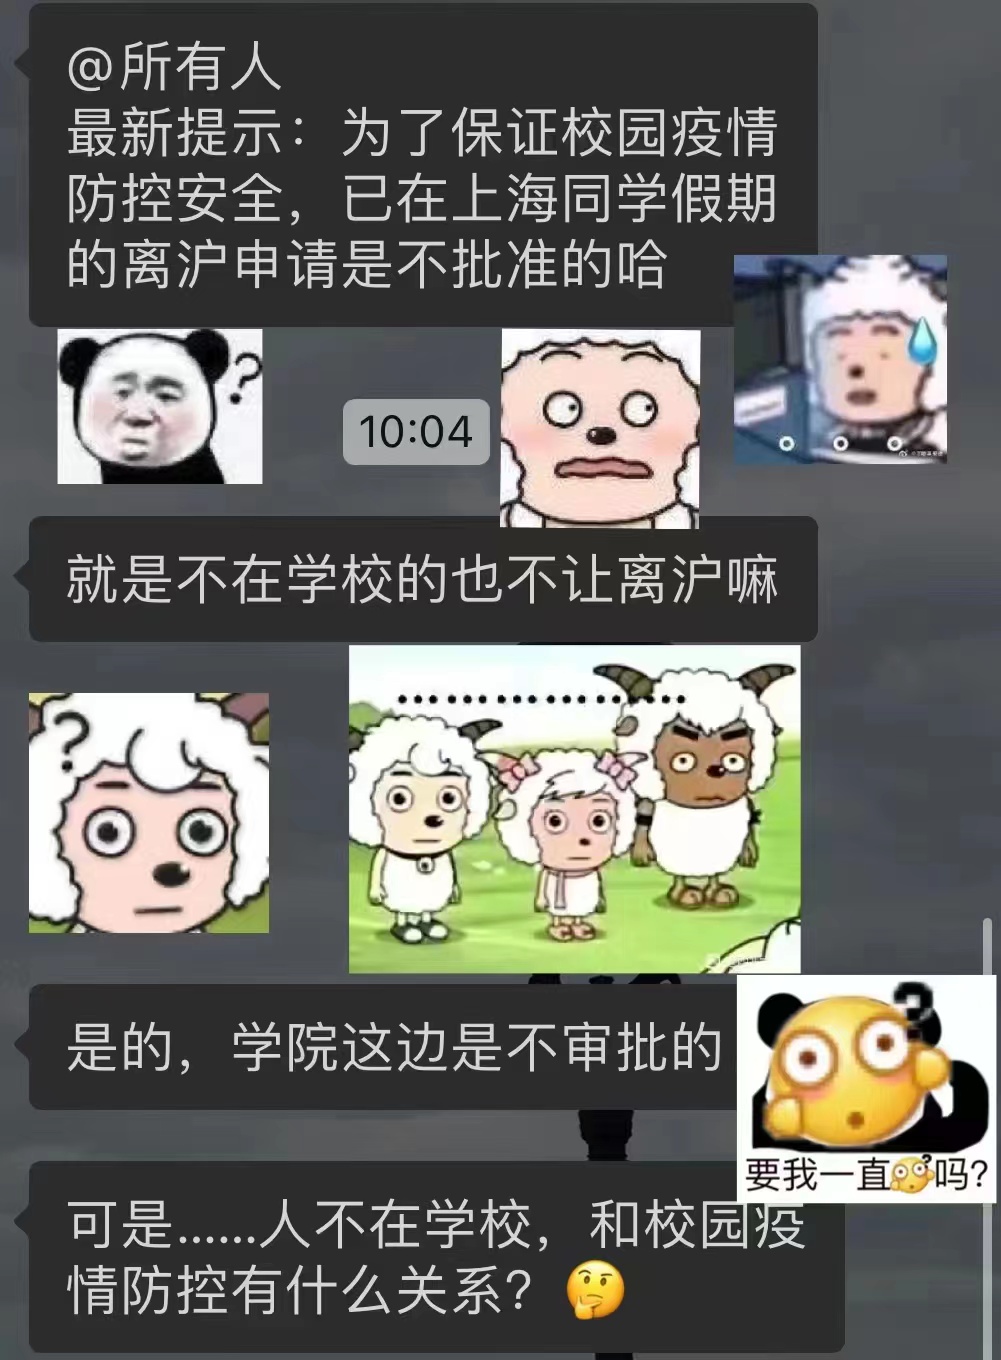 @所有人
最新提示：为了保证校园疫情
防控安全，已在上海同学假期
的离沪申请是不批准的哈
?
10:04
就是不在学校的也不让离沪嘛
?
..................
是的，学院这边是不审批的
?
要我一直吗?
可是......人不在学校，和校园疫
情防控有什么关系？🤔